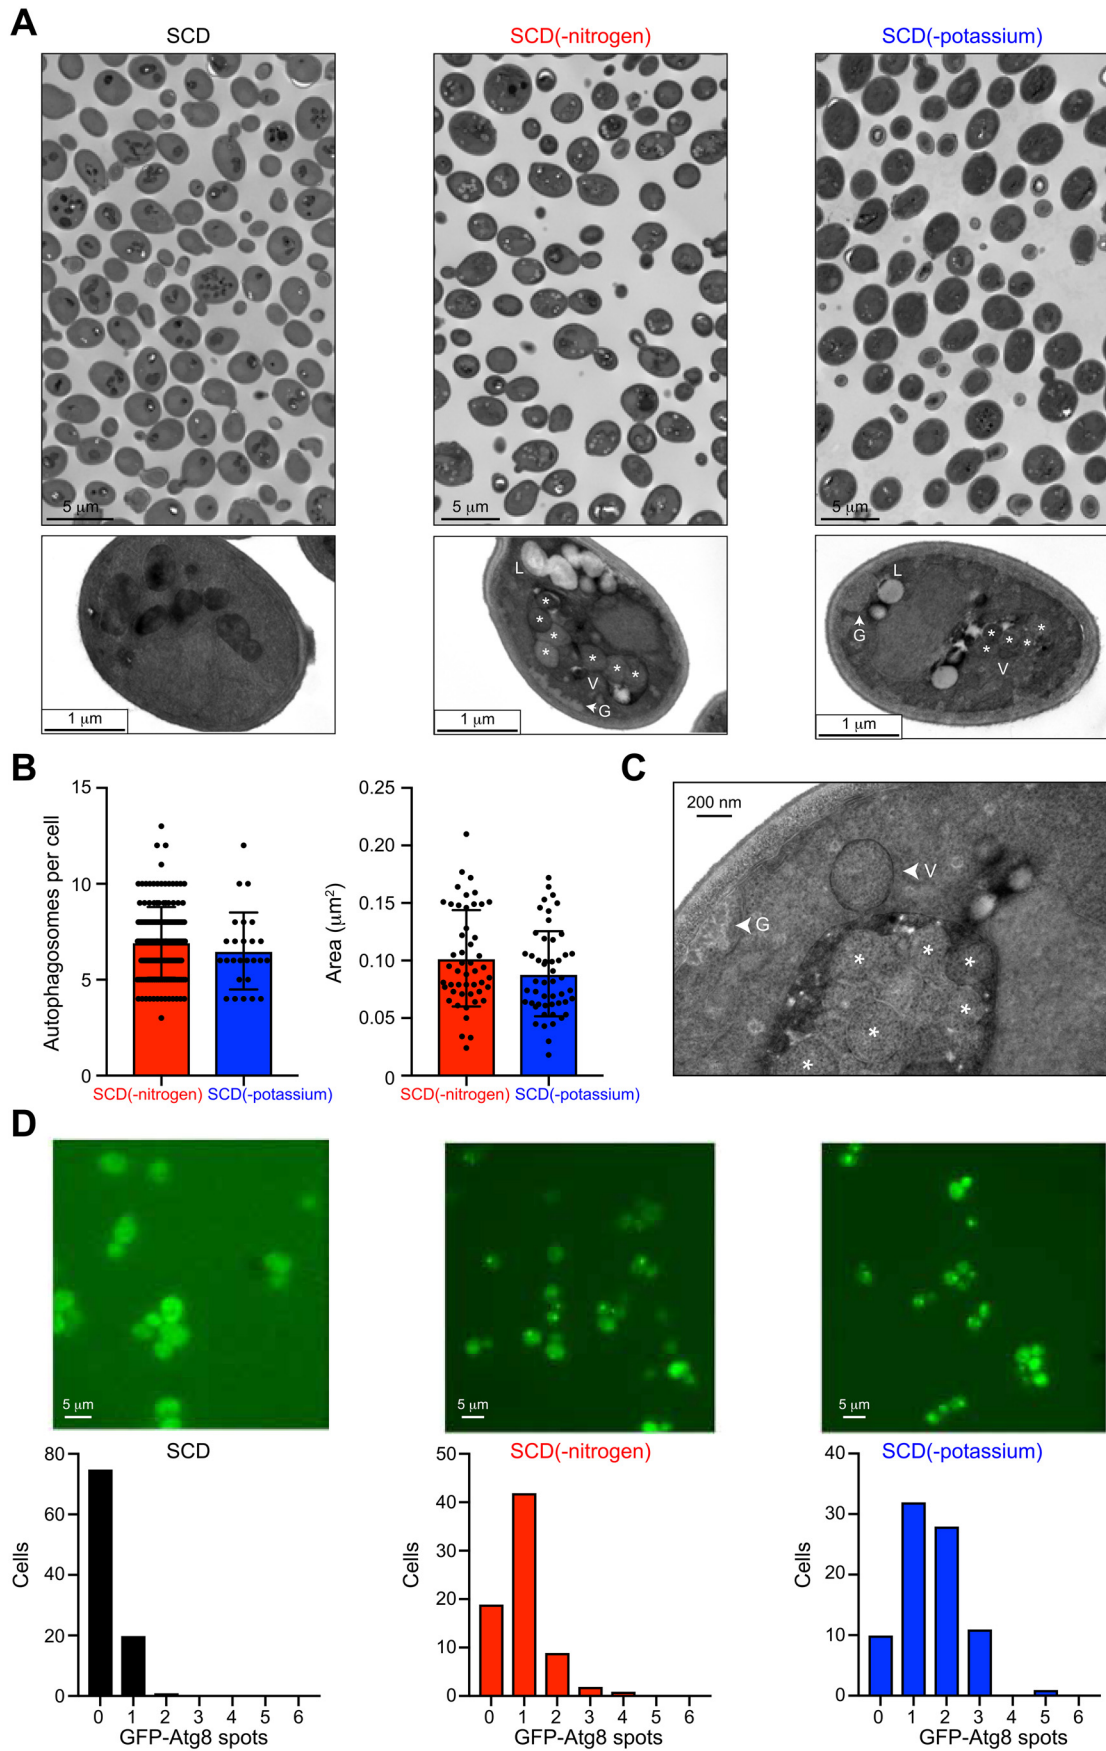 A
SCD
SCD(-nitrogen)
SCD(-potassium)
5 μm
5 μm
5 μm
L
* * * * * * *
V
G
L
G
* * * * *
V
1 μm
1 μm
1 μm
B
15
10
5
0
Autophagosomes per cell
SCD(-nitrogen) SCD(-potassium)
0.25
0.20
0.15
0.10
0.05
0
Area (μm²)
SCD(-nitrogen) SCD(-potassium)
C
200 nm
V
G
* * * * * *
D
5 μm
5 μm
5 μm
SCD
80
60
40
20
0
Cells
0 1 2 3 4 5 6
GFP-Atg8 spots
SCD(-nitrogen)
50
40
30
20
10
0
Cells
0 1 2 3 4 5 6
GFP-Atg8 spots
SCD(-potassium)
40
30
20
10
0
Cells
0 1 2 3 4 5 6
GFP-Atg8 spots